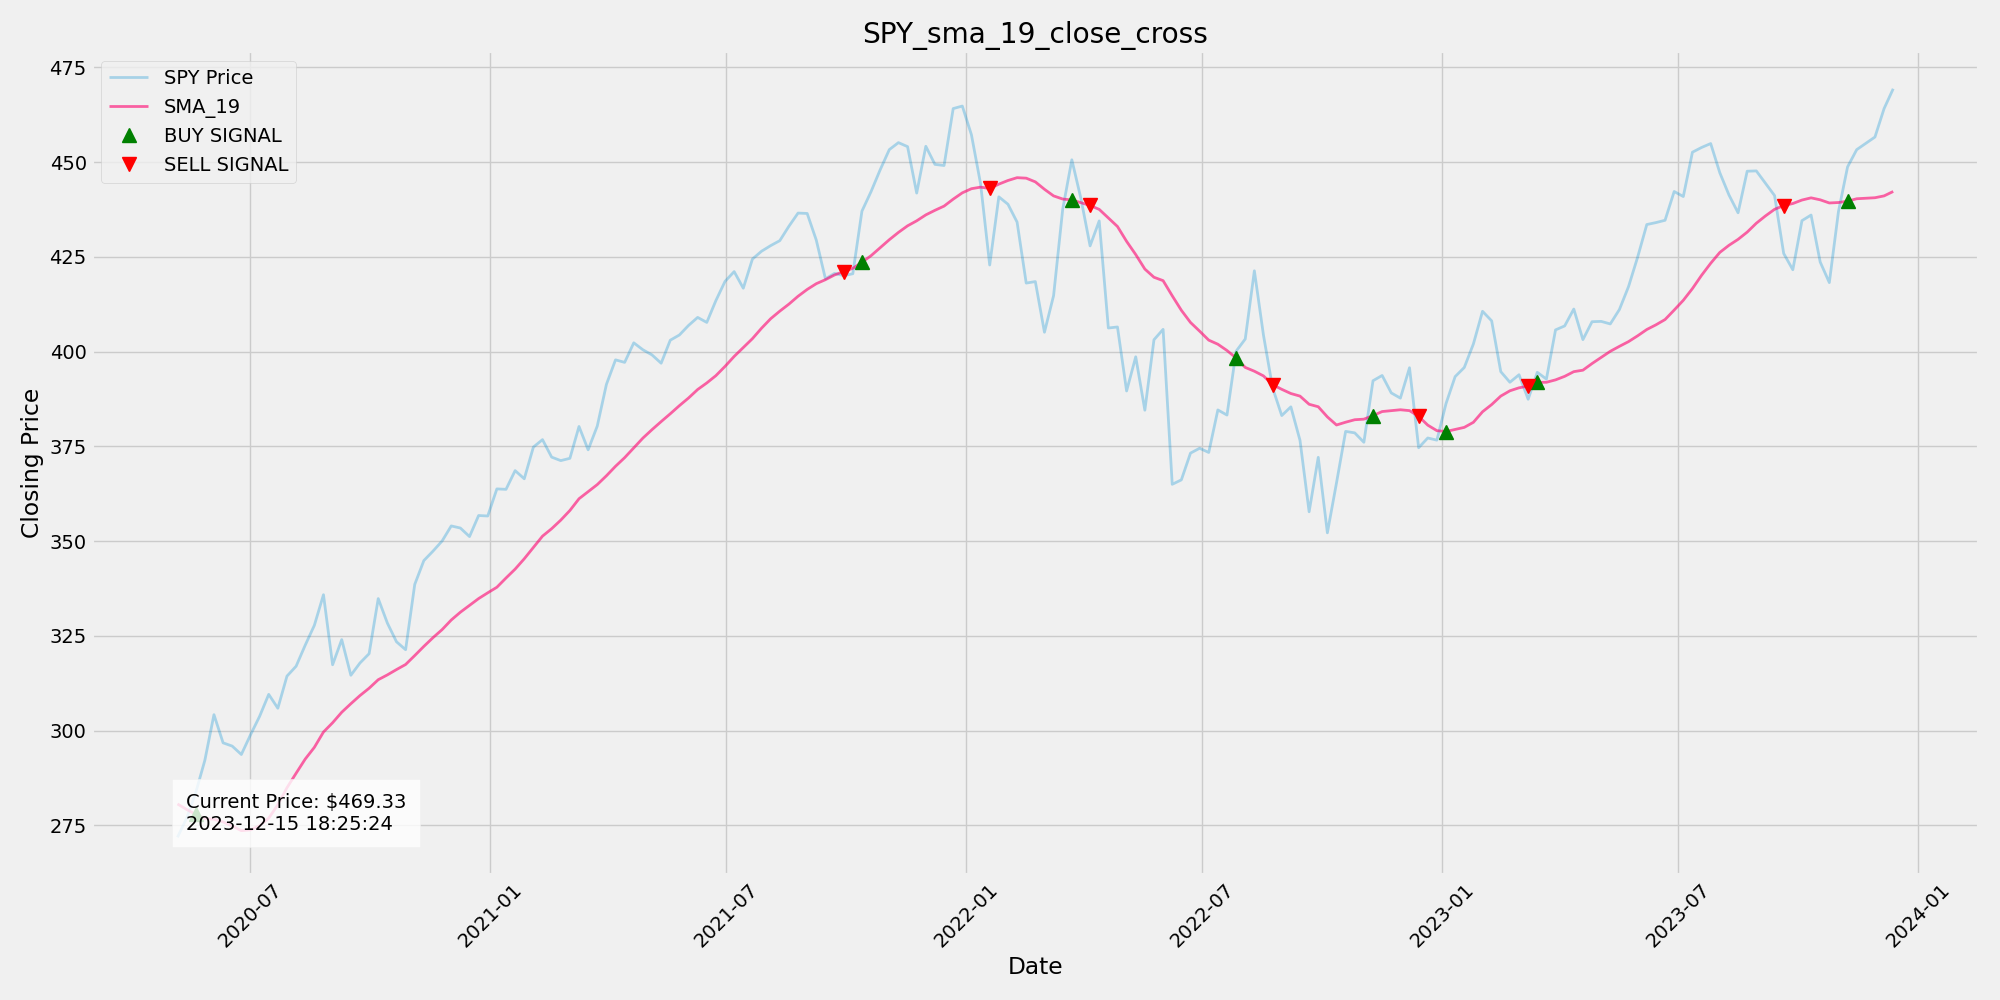 SPY_sma_19_close_cross
SPY Price
SMA_19
BUY SIGNAL
SELL SIGNAL
475
450
425
400
375
350
325
300
275
Closing Price
Current Price: $469.33
2023-12-15 18:25:24
2020-07
2021-01
2021-07
2022-01
2022-07
2023-01
2023-07
2024-01
Date